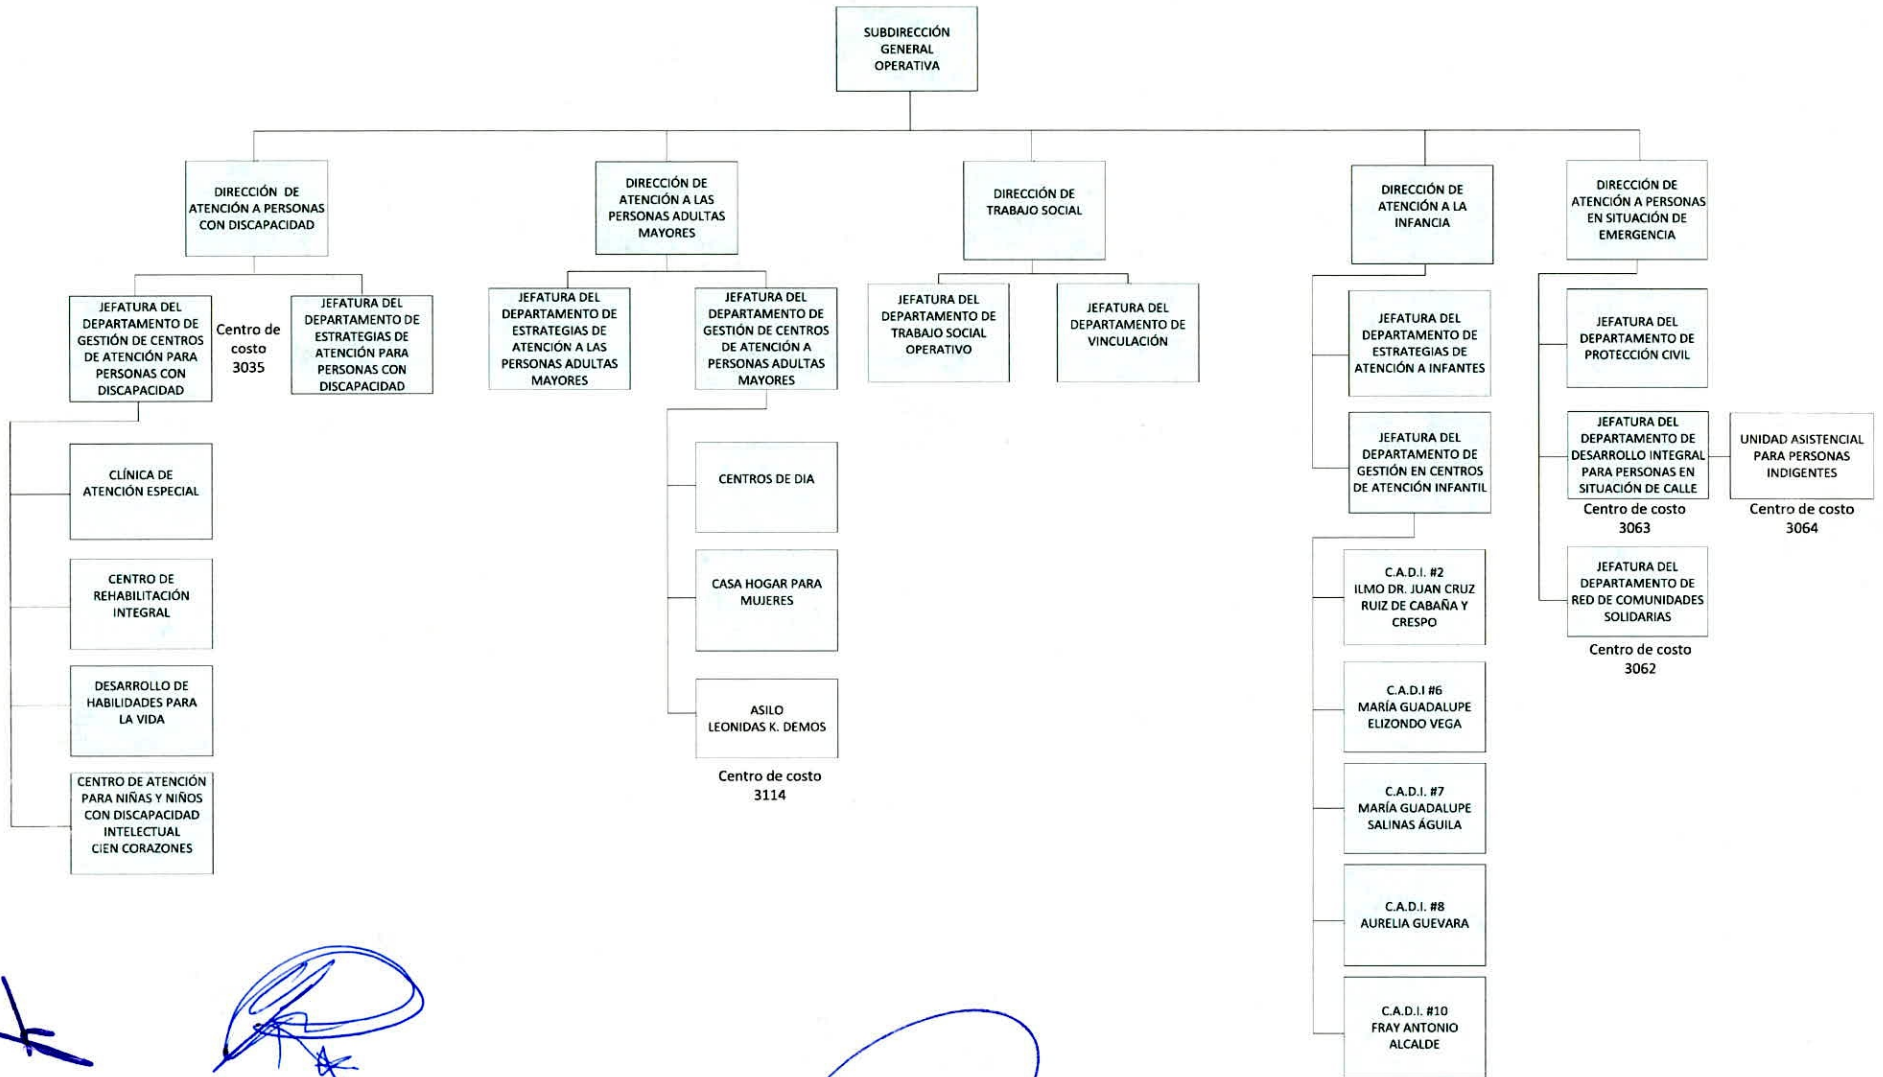 SUBDIRECCIÓN
GENERAL
OPERATIVA
DIRECCIÓN DE
ATENCIÓN A PERSONAS
CON DISCAPACIDAD
DIRECCIÓN DE
ATENCIÓN A LAS
PERSONAS ADULTAS
MAYORES
DIRECCIÓN DE
TRABAJO SOCIAL
DIRECCIÓN DE
ATENCIÓN A LA
INFANCIA
DIRECCIÓN DE
ATENCIÓN A PERSONAS
EN SITUACIÓN DE
EMERGENCIA
JEFATURA DEL
DEPARTAMENTO DE
GESTIÓN DE CENTROS
DE ATENCIÓN PARA
PERSONAS CON
DISCAPACIDAD
Centro de
costo
3035
JEFATURA DEL
DEPARTAMENTO DE
ESTRATEGIAS DE
ATENCIÓN PARA
PERSONAS CON
DISCAPACIDAD
JEFATURA DEL
DEPARTAMENTO DE
ESTRATEGIAS DE
ATENCIÓN A LAS
PERSONAS ADULTAS
MAYORES
JEFATURA DEL
DEPARTAMENTO DE
GESTIÓN DE CENTROS
DE ATENCIÓN A
PERSONAS ADULTAS
MAYORES
JEFATURA DEL
DEPARTAMENTO DE
TRABAJO SOCIAL
OPERATIVO
JEFATURA DEL
DEPARTAMENTO DE
VINCULACIÓN
JEFATURA DEL
DEPARTAMENTO DE
ESTRATEGIAS DE
ATENCIÓN A INFANTES
JEFATURA DEL
DEPARTAMENTO DE
PROTECCIÓN CIVIL
CLÍNICA DE
ATENCIÓN ESPECIAL
CENTRO DE
REHABILITACIÓN
INTEGRAL
DESARROLLO DE
HABILIDADES PARA
LA VIDA
CENTRO DE ATENCIÓN
PARA NIÑAS Y NIÑOS
CON DISCAPACIDAD
INTELECTUAL
CIEN CORAZONES
CENTROS DE DIA
CASA HOGAR PARA
MUJERES
ASILO
LEONIDAS K. DEMOS
Centro de costo
3114
JEFATURA DEL
DEPARTAMENTO DE
GESTIÓN EN CENTROS
DE ATENCIÓN INFANTIL
C.A.D.I. #2
ILMO DR. JUAN CRUZ
RUIZ DE CABAÑA Y
CRESPO
C.A.D.I #6
MARÍA GUADALUPE
ELIZONDO VEGA
C.A.D.I. #7
MARÍA GUADALUPE
SALINAS ÁGUILA
C.A.D.I. #8
AURELIA GUEVARA
C.A.D.I. #10
FRAY ANTONIO
ALCALDE
JEFATURA DEL
DEPARTAMENTO DE
DESARROLLO INTEGRAL
PARA PERSONAS EN
SITUACIÓN DE CALLE
Centro de costo
3063
UNIDAD ASISTENCIAL
PARA PERSONAS
INDIGENTES
Centro de costo
3064
JEFATURA DEL
DEPARTAMENTO DE
RED DE COMUNIDADES
SOLIDARIAS
Centro de costo
3062